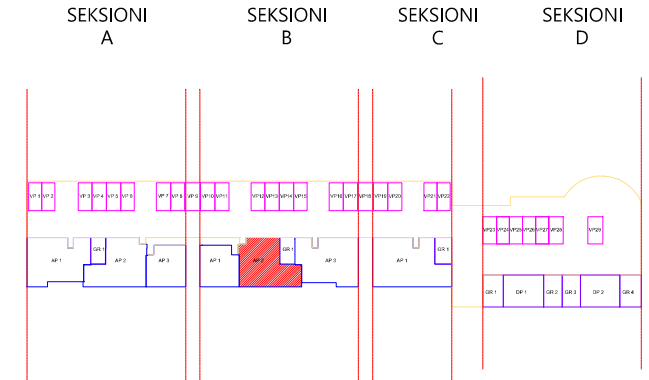 SEKSIONI A
SEKSIONI B
SEKSIONI C
SEKSIONI D
VP 1 VP 2 VP 3 VP 4 VP 5 VP 6 VP 7 VP 8 VP 9 VP10 VP11 VP12 VP13 VP14 VP15 VP16 VP17 VP18 VP19 VP20 VP21 VP22
VP23 VP24 VP25 VP26 VP27 VP28 VP29
GR 1 GR 1 GR 1
AP 1 AP 2 AP 3 AP 1 AP 2 AP 3 AP 1
GR 1 DP 1 GR 2 GR 3 DP 2 GR 4